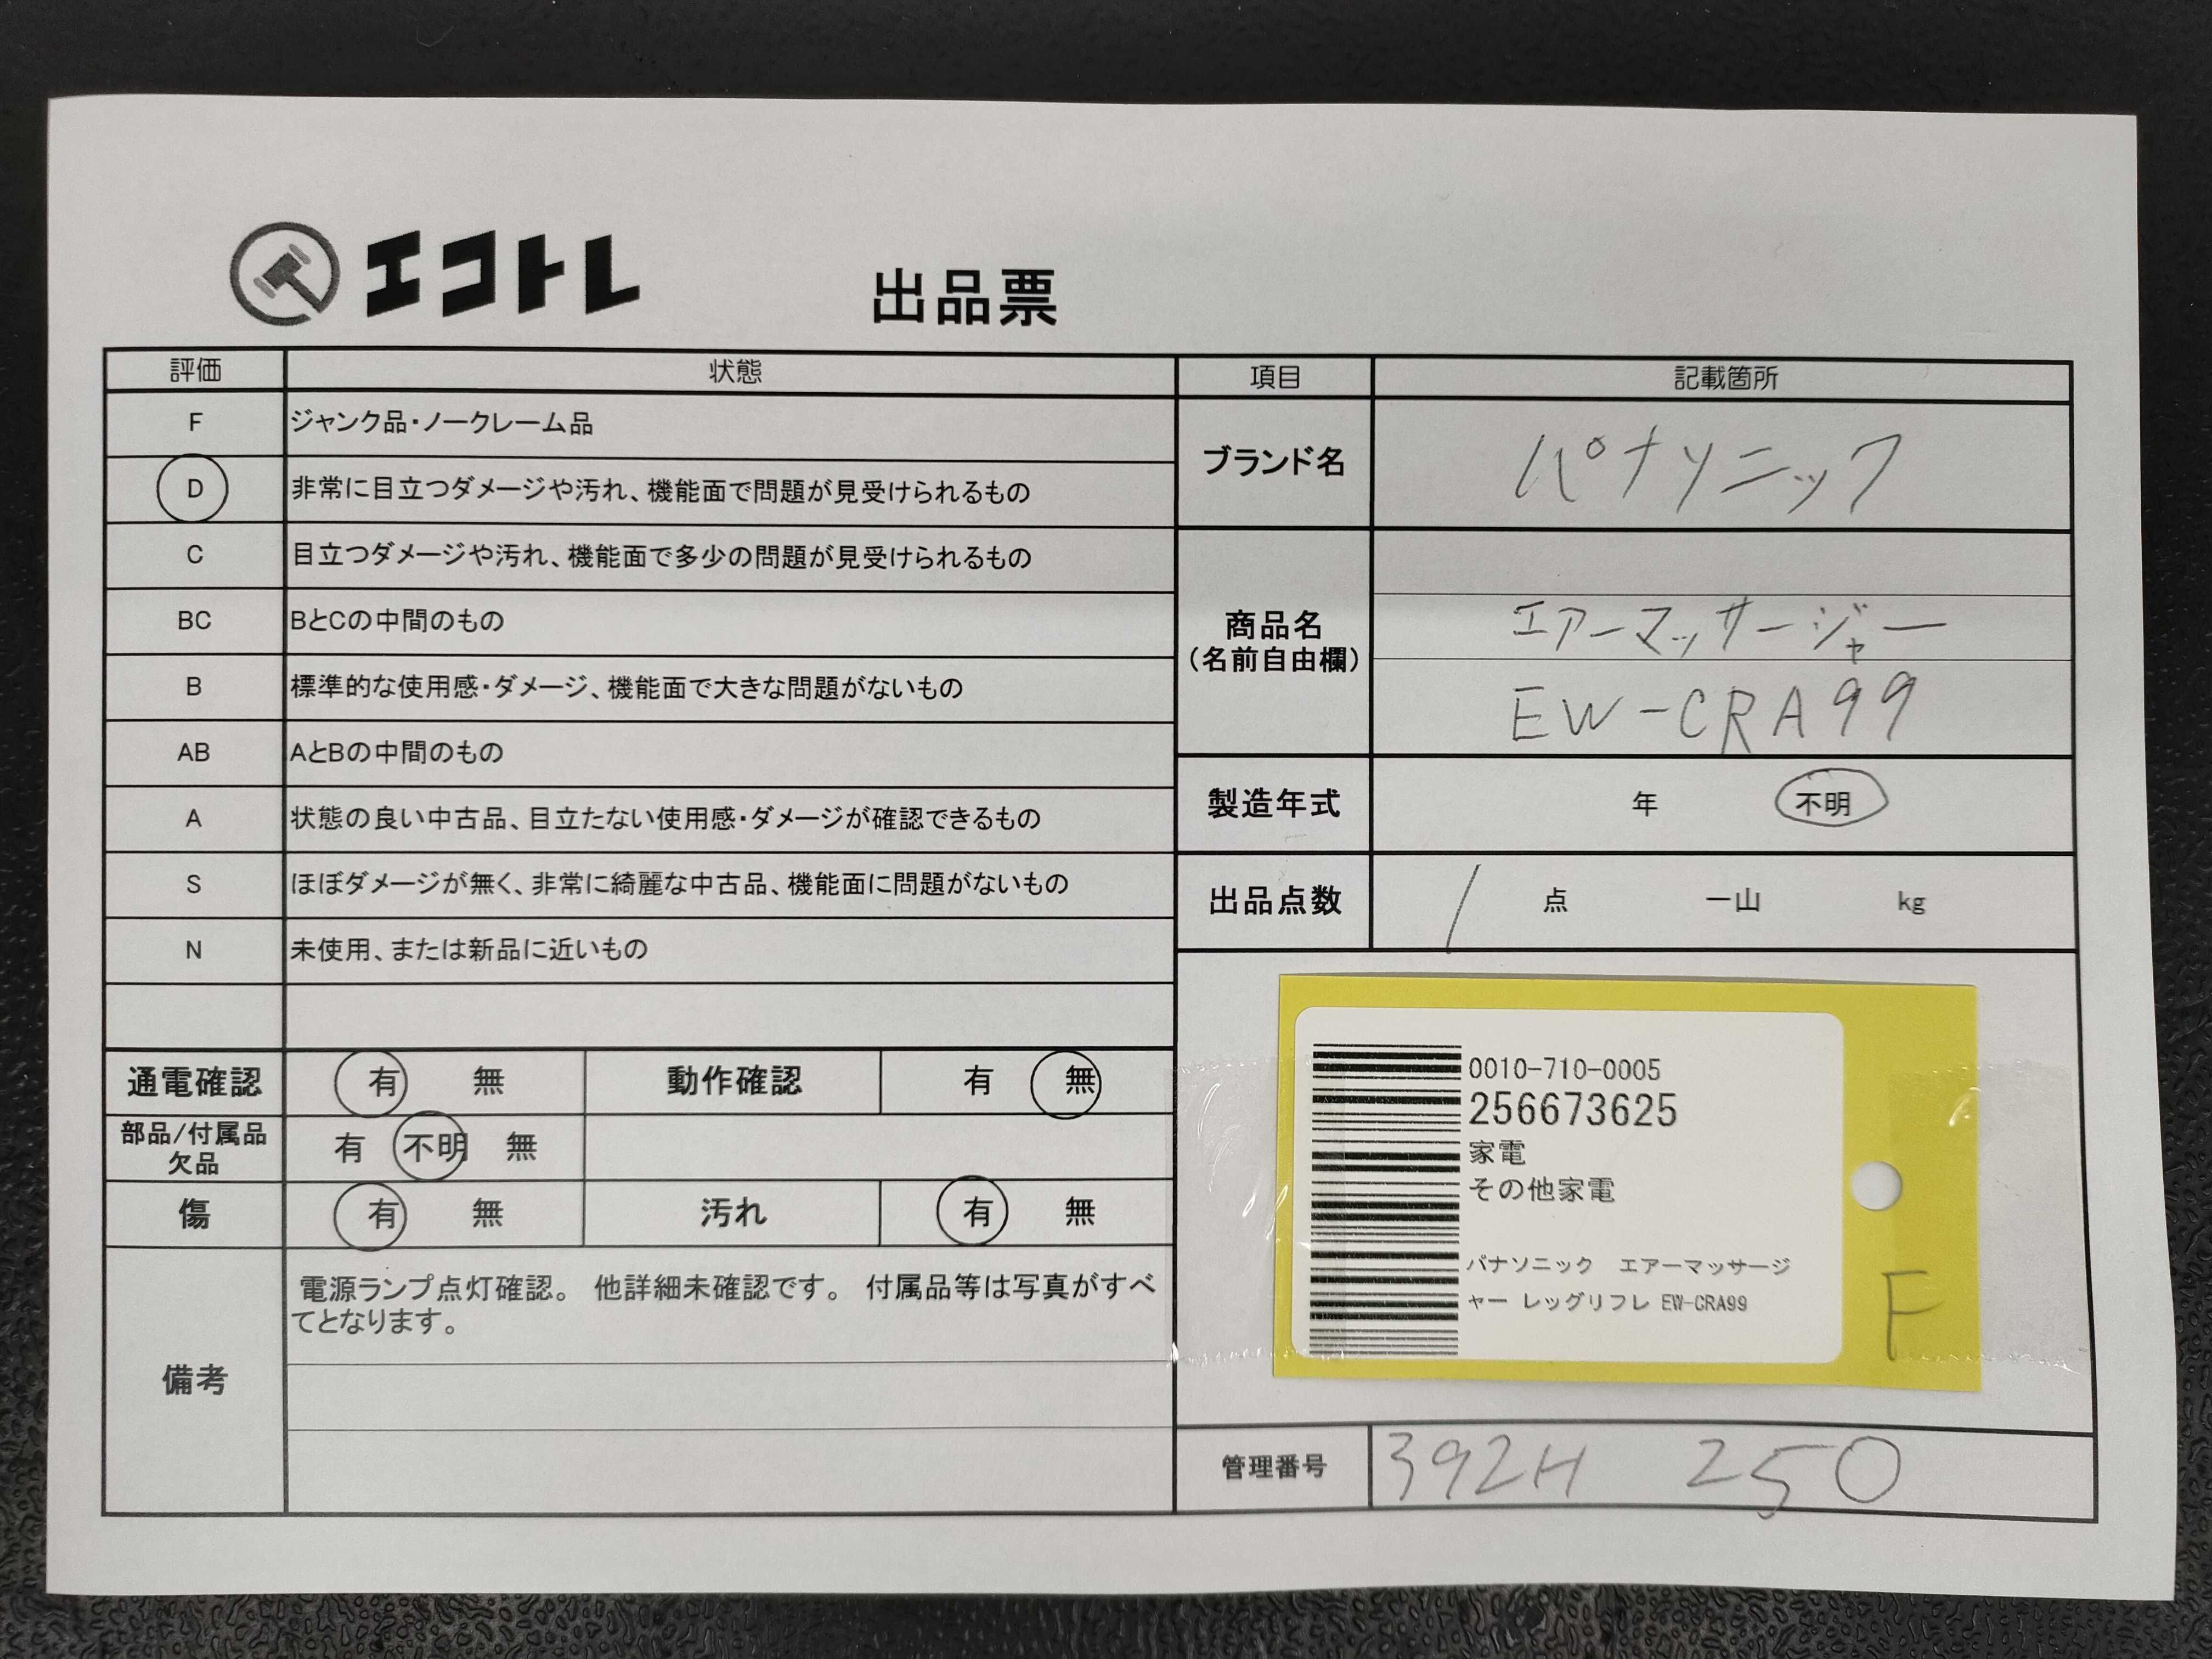 エコトレ
出品票
評価 状態
F ジャンク品・ノークレーム品
D 非常に目立つダメージや汚れ、機能面で問題が見受けられるもの
C 目立つダメージや汚れ、機能面で多少の問題が見受けられるもの
BC BとCの中間のもの
B 標準的な使用感・ダメージ、機能面で大きな問題がないもの
AB AとBの中間のもの
A 状態の良い中古品、目立たない使用感・ダメージが確認できるもの
S ほぼダメージが無く、非常に綺麗な中古品、機能面に問題がないもの
N 未使用、または新品に近いもの
通電確認 有 無 動作確認 有 無
部品/付属品
欠品
有 不明 無
傷 有 無 汚れ 有 無
備考
電源ランプ点灯確認。 他詳細未確認です。 付属品等は写真がすべ
てとなります。
項目 記載箇所
ブランド名 パナソニック
商品名
(名前自由欄)
エアーマッサージャー
EW-CRA99
製造年式 年 不明
出品点数 1 点 一山 kg
0010-710-0005
256673625
家電
その他家電
パナソニック エアーマッサージ
ャー レッグリフレ EW-CRA99
F
管理番号 392H 250